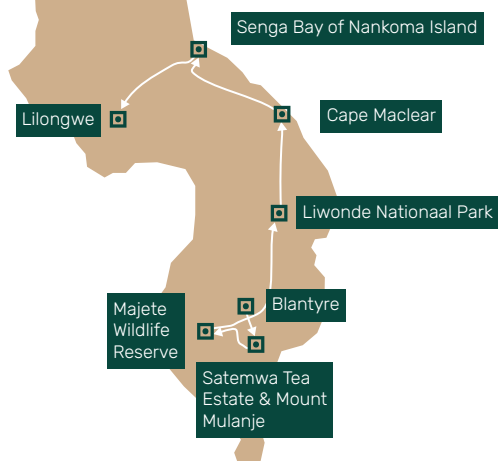 Senga Bay of Nankoma Island
Lilongwe
Cape Maclear
Liwonde Nationaal Park
Blantyre
Majete
Wildlife
Reserve
Satemwa Tea
Estate & Mount
Mulanje